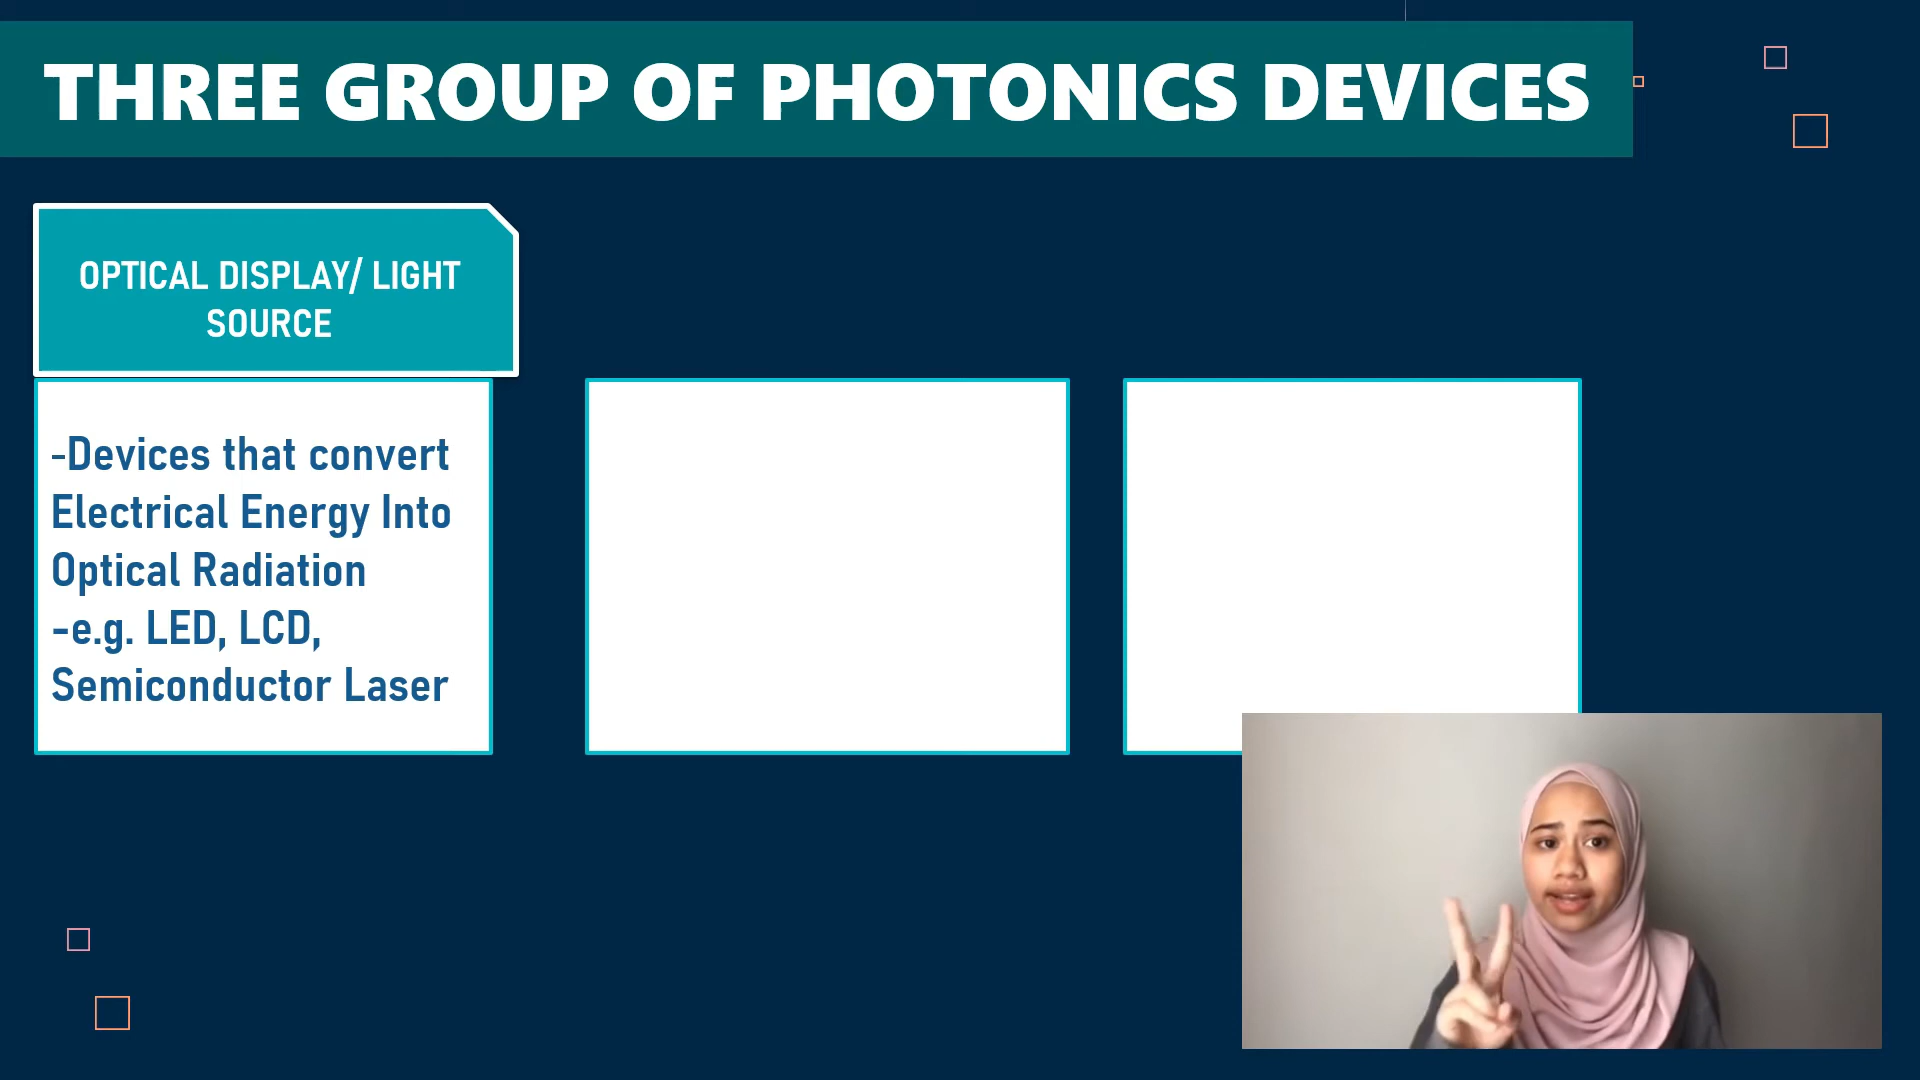 THREE GROUP OF PHOTONICS DEVICES
OPTICAL DISPLAY/ LIGHT
SOURCE
-Devices that convert
Electrical Energy Into
Optical Radiation
-e.g. LED, LCD,
Semiconductor Laser